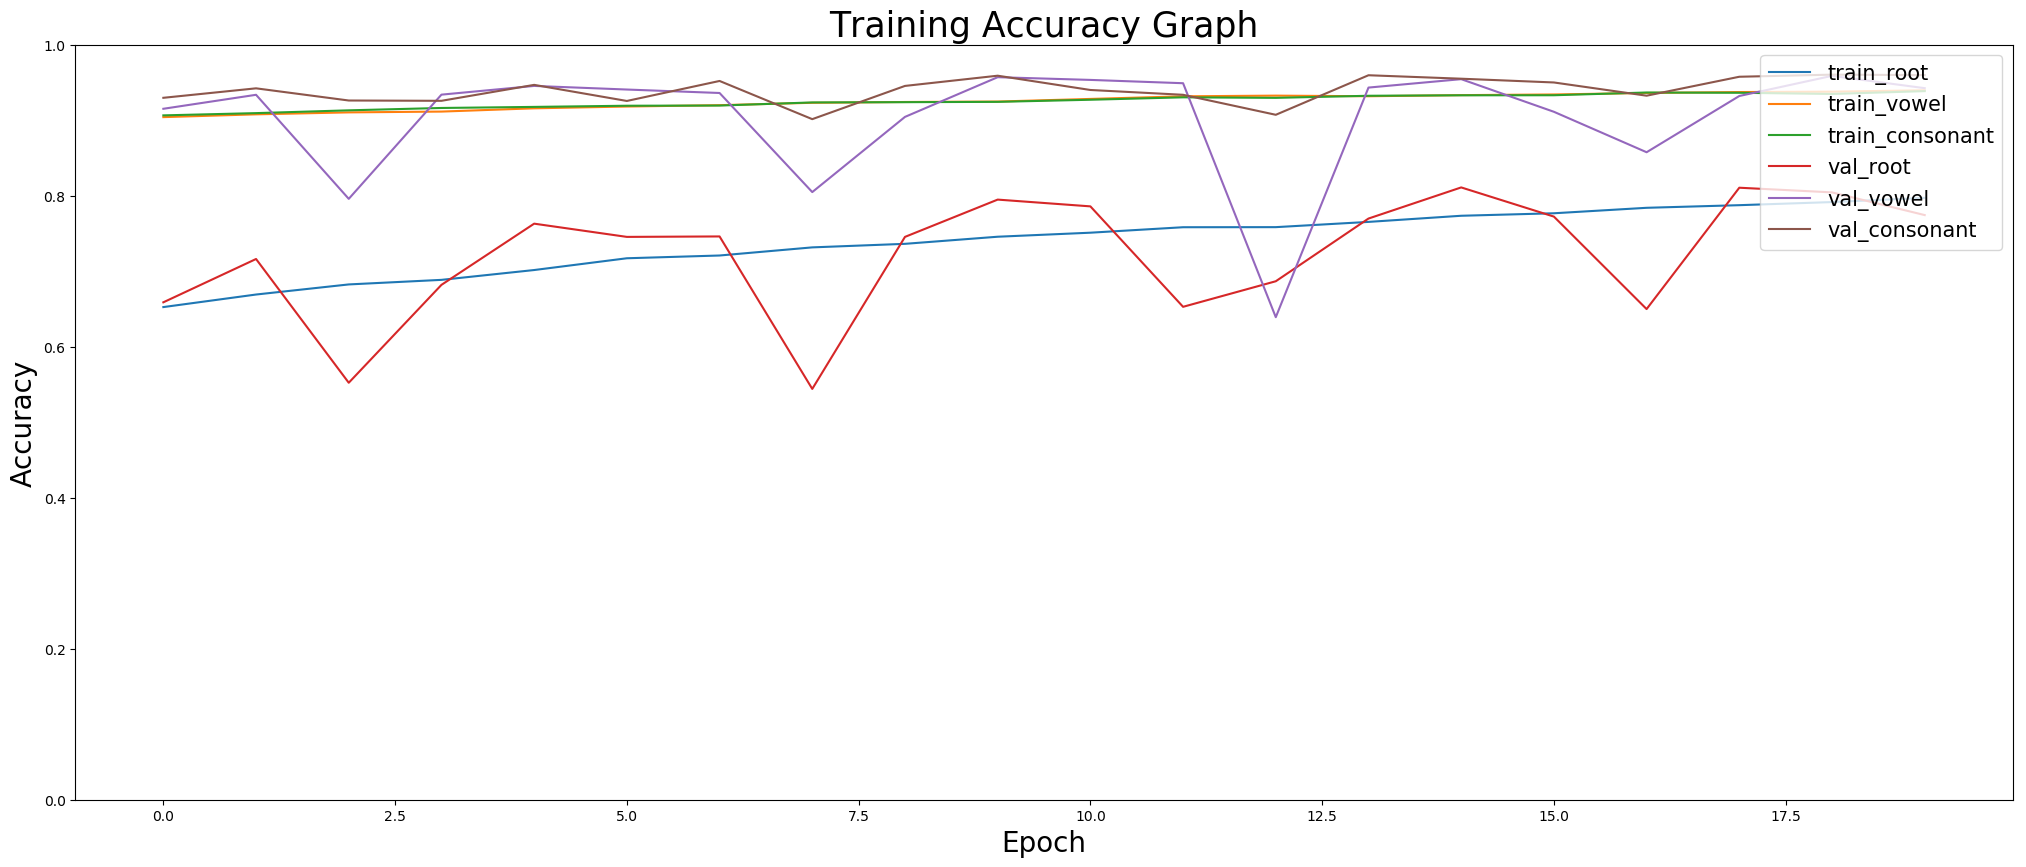 Training Accuracy Graph
1.0
0.8
0.6
0.4
0.2
0.0
Accuracy
train_root
train_vowel
train_consonant
val_root
val_vowel
val_consonant
0.0 2.5 5.0 7.5 10.0 12.5 15.0 17.5
Epoch